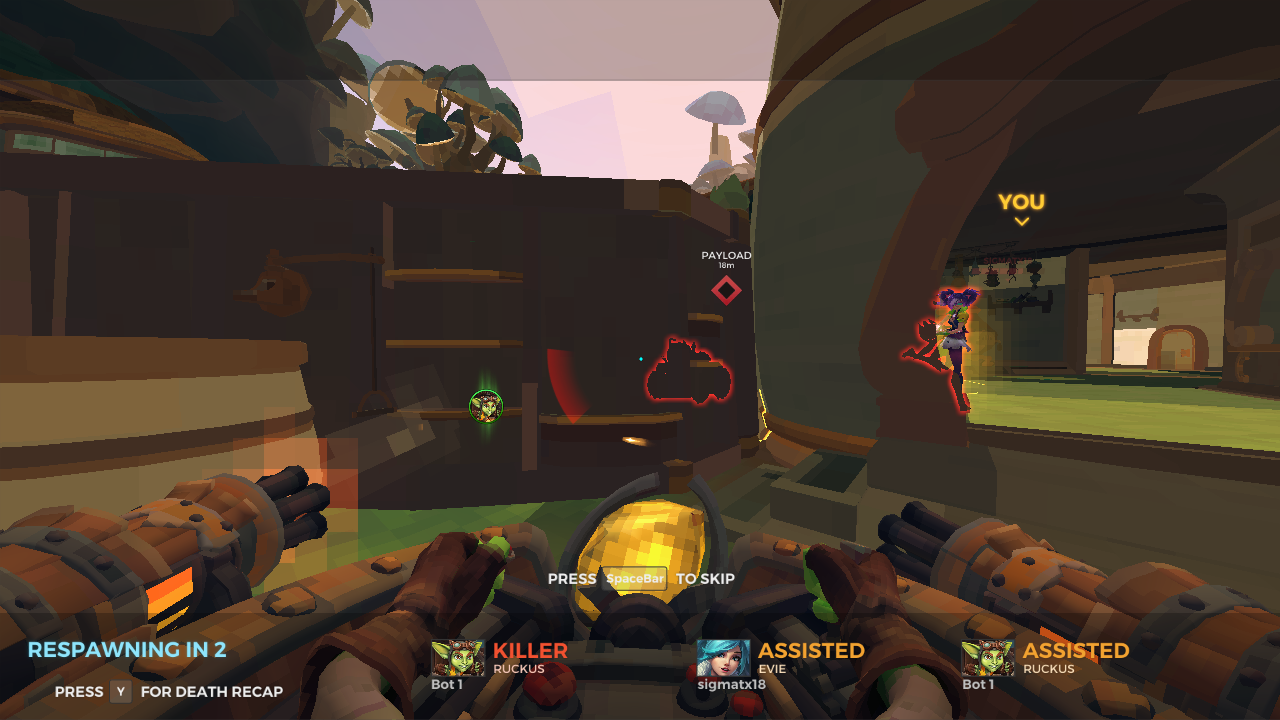 YOU
PAYLOAD
18m
PRESS SpaceBar TO SKIP
RESPAWNING IN 2
PRESS Y FOR DEATH RECAP
KILLER
RUCKUS
Bot 1
ASSISTED
EVIE
sigmatx18
ASSISTED
RUCKUS
Bot 1